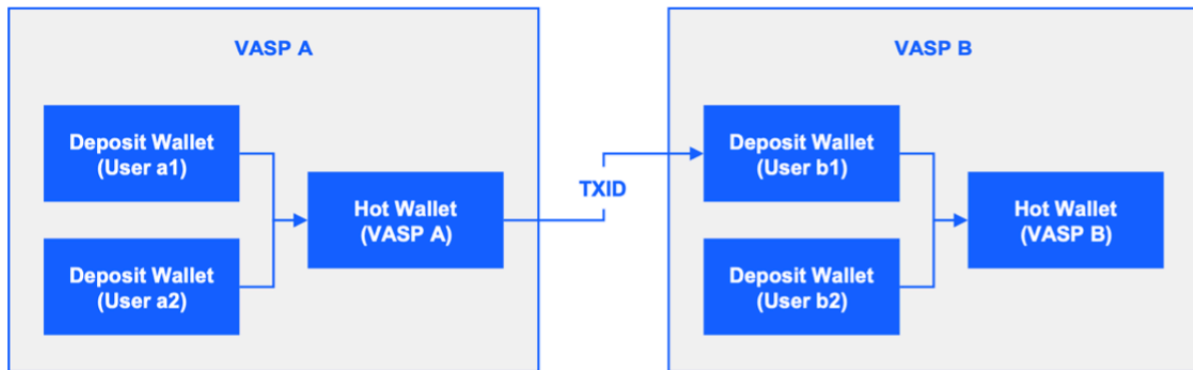 VASP A
Deposit Wallet
(User a1)
Hot Wallet
(VASP A)
Deposit Wallet
(User a2)
TXID
VASP B
Deposit Wallet
(User b1)
Hot Wallet
(VASP B)
Deposit Wallet
(User b2)